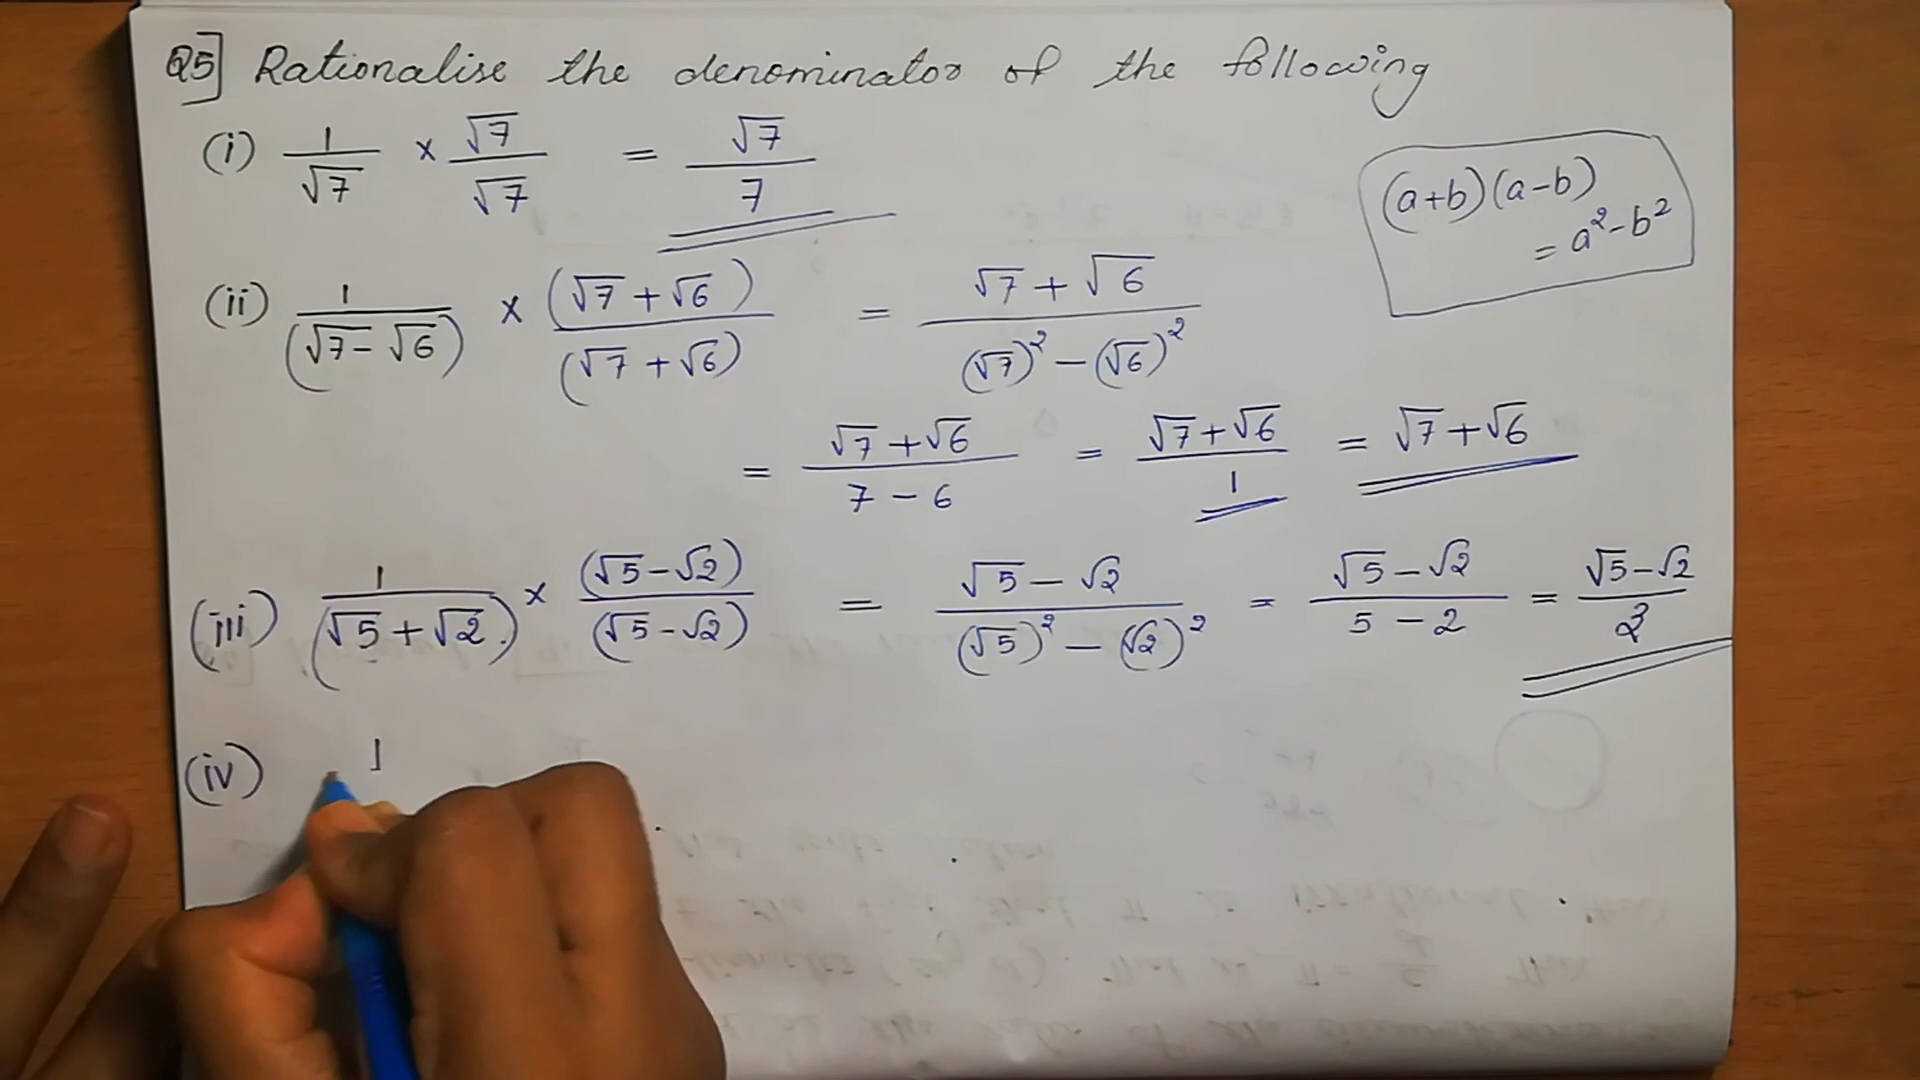 Q5] Rationalise the denominator of the following
(i) 1/√7 × √7/√7 = √7/7
(a+b)(a-b)
= a²-b²
(ii) 1/(√7-√6) × (√7+√6)/(√7+√6) = √7+√6/(√7)²-(√6)²
= √7+√6/7-6 = √7+√6/1 = √7+√6
(iii) 1/(√5+√2) × (√5-√2)/(√5-√2) = √5-√2/(√5)²-(√2)² = √5-√2/5-2 = √5-√2/3
(iv) 1